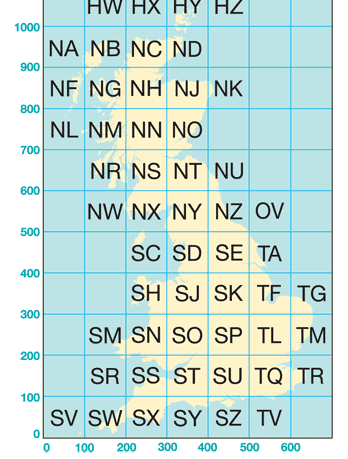 HW HX HY HZ
1000
NA NB NC ND
900
NF NG NH NJ NK
800
NL NM NN NO
700
NR NS NT NU
600
NW NX NY NZ OV
500
SC SD SE TA
400
SH SJ SK TF TG
300
SM SN SO SP TL TM
200
SR SS ST SU TQ TR
100
SV SW SX SY SZ TV
0
0 100 200 300 400 500 600